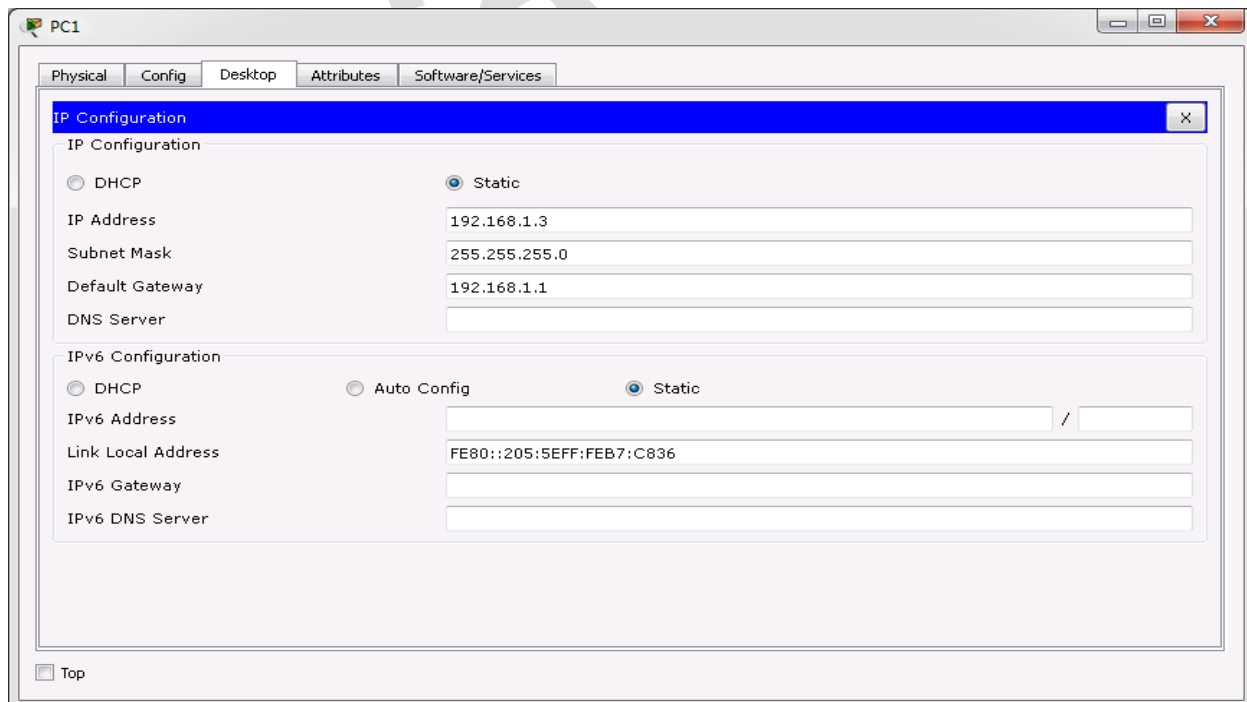 PC1
Physical Config Desktop Attributes Software/Services
IP Configuration X
IP Configuration
DHCP Static
IP Address 192.168.1.3
Subnet Mask 255.255.255.0
Default Gateway 192.168.1.1
DNS Server
IPv6 Configuration
DHCP Auto Config Static
IPv6 Address /
Link Local Address FE80::205:5EFF:FEB7:C836
IPv6 Gateway
IPv6 DNS Server
Top